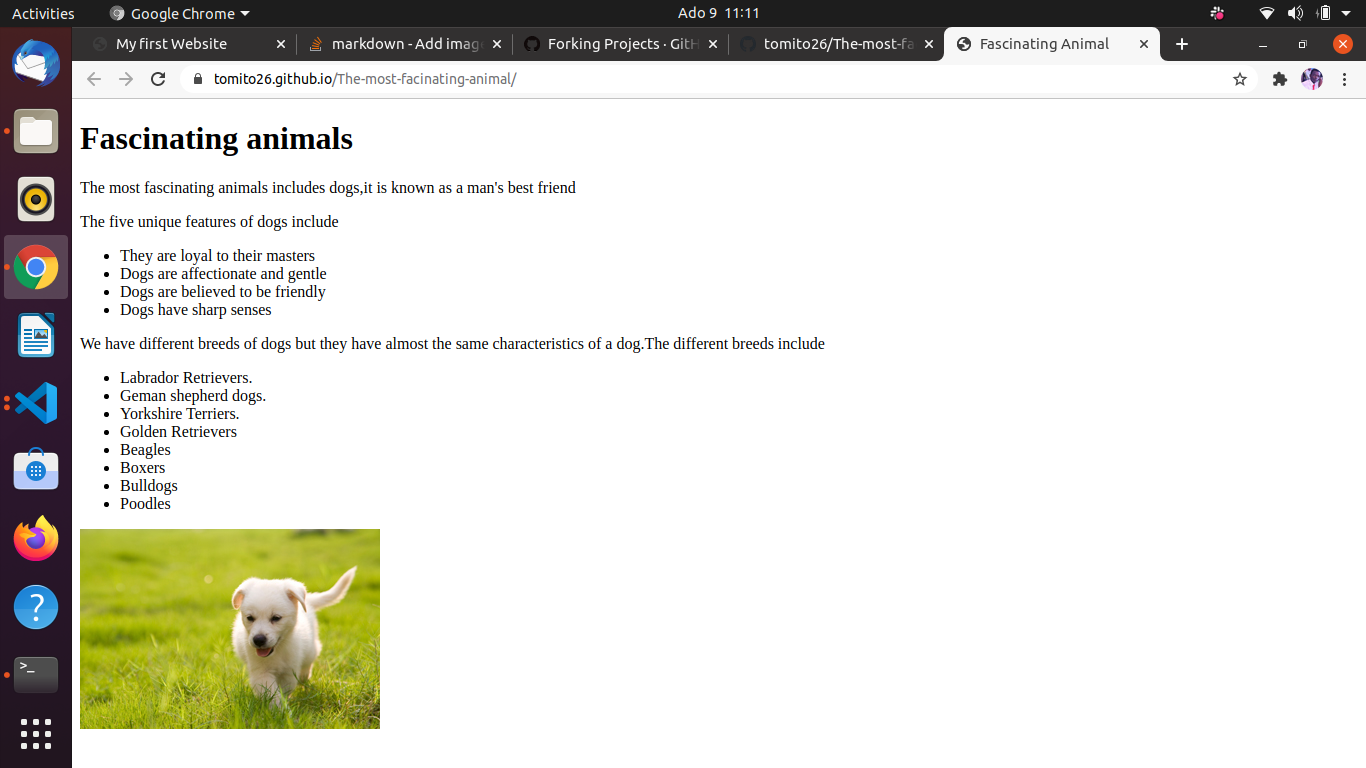 Activities
Google Chrome
Ado 9 11:11
My first Website
markdown - Add imag
Forking Projects · GitH
tomito26/The-most-fa
Fascinating Animal
tomito26.github.io/The-most-facinating-animal/
Fascinating animals
The most fascinating animals includes dogs,it is known as a man's best friend
The five unique features of dogs include
They are loyal to their masters
Dogs are affectionate and gentle
Dogs are believed to be friendly
Dogs have sharp senses
We have different breeds of dogs but they have almost the same characteristics of a dog.The different breeds include
Labrador Retrievers.
Geman shepherd dogs.
Yorkshire Terriers.
Golden Retrievers
Beagles
Boxers
Bulldogs
Poodles